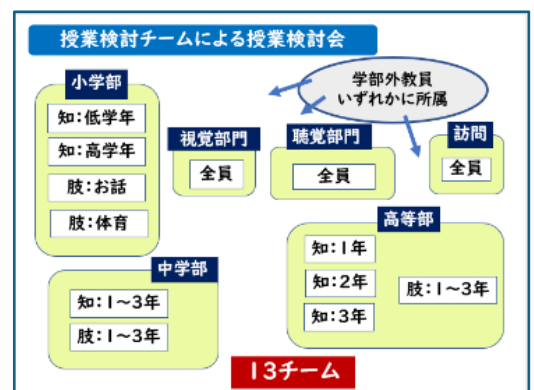 授業検討チームによる授業検討会
学部外教員
いずれかに所属
小学部
知:低学年
知:高学年
肢:お話
肢:体育
視覚部門
全員
聴覚部門
全員
訪問
全員
中学部
知:1～3年
肢:1～3年
高等部
知:1年
知:2年
知:3年
肢:1～3年
13チーム